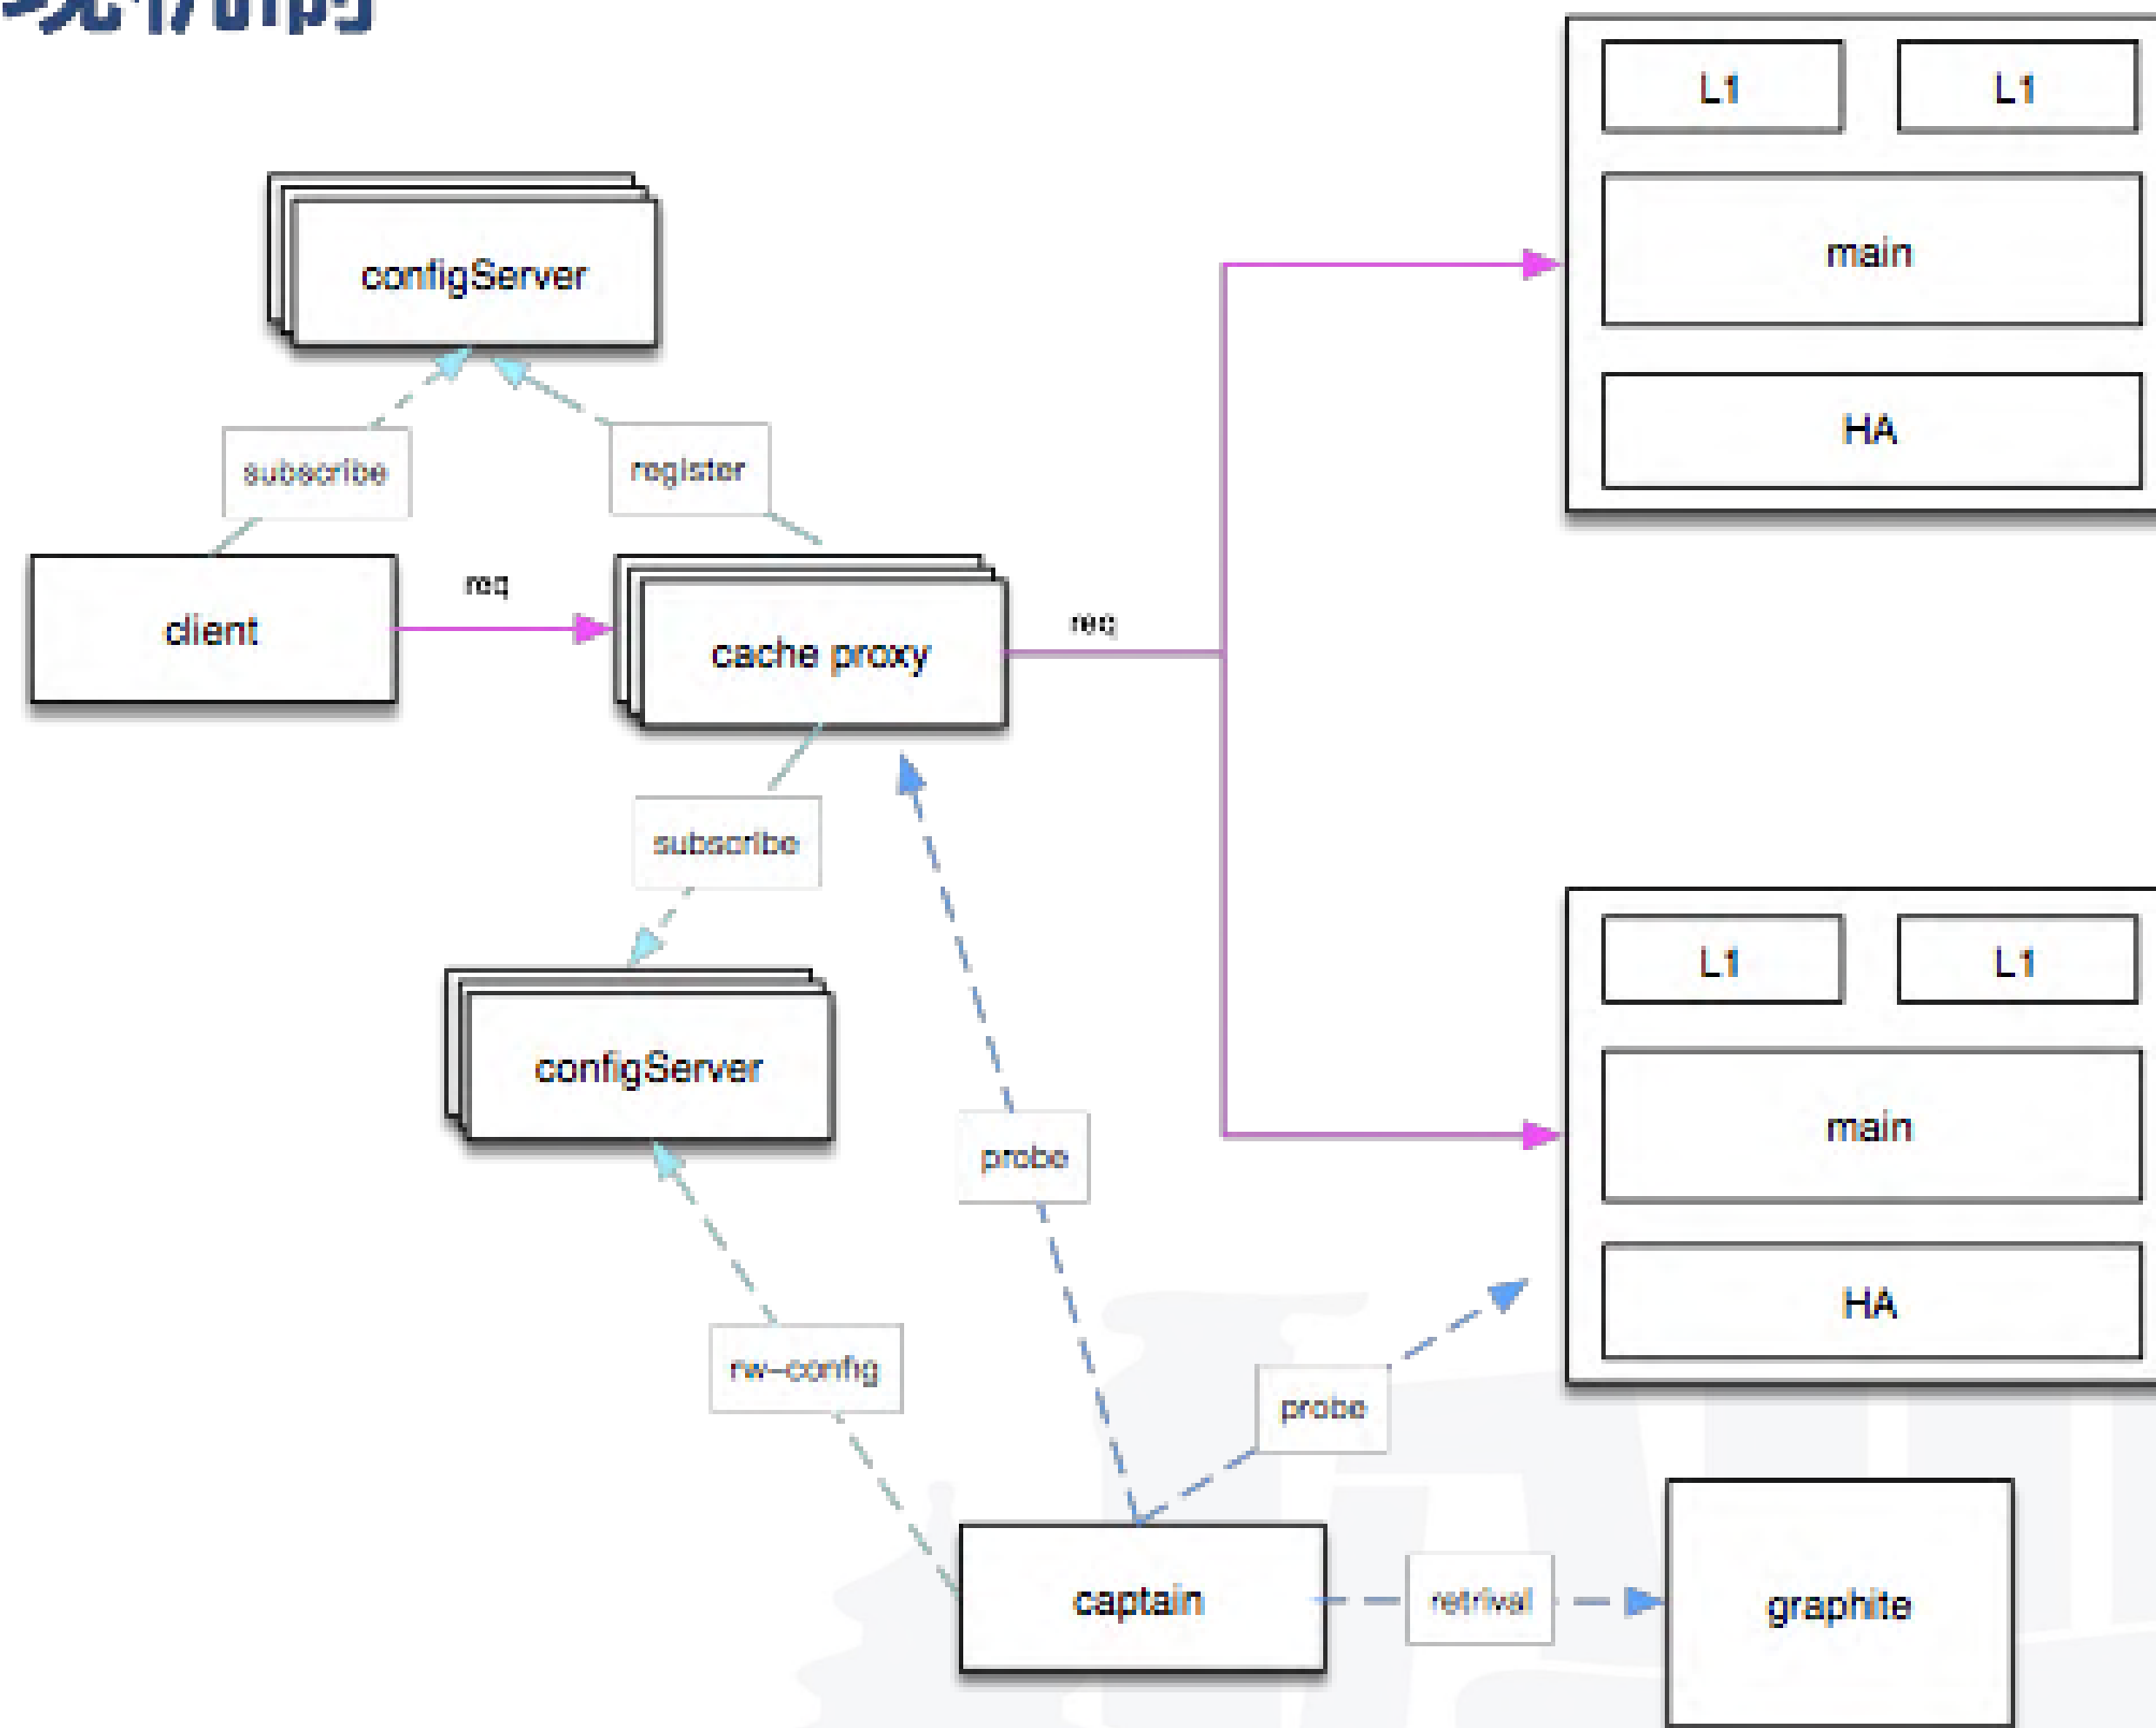 L1
L1
main
HA
configServer
subscribe
register
client
req
cache proxy
req
subscribe
configServer
L1
L1
main
HA
probe
rw-config
probe
captain
retrival
graphite